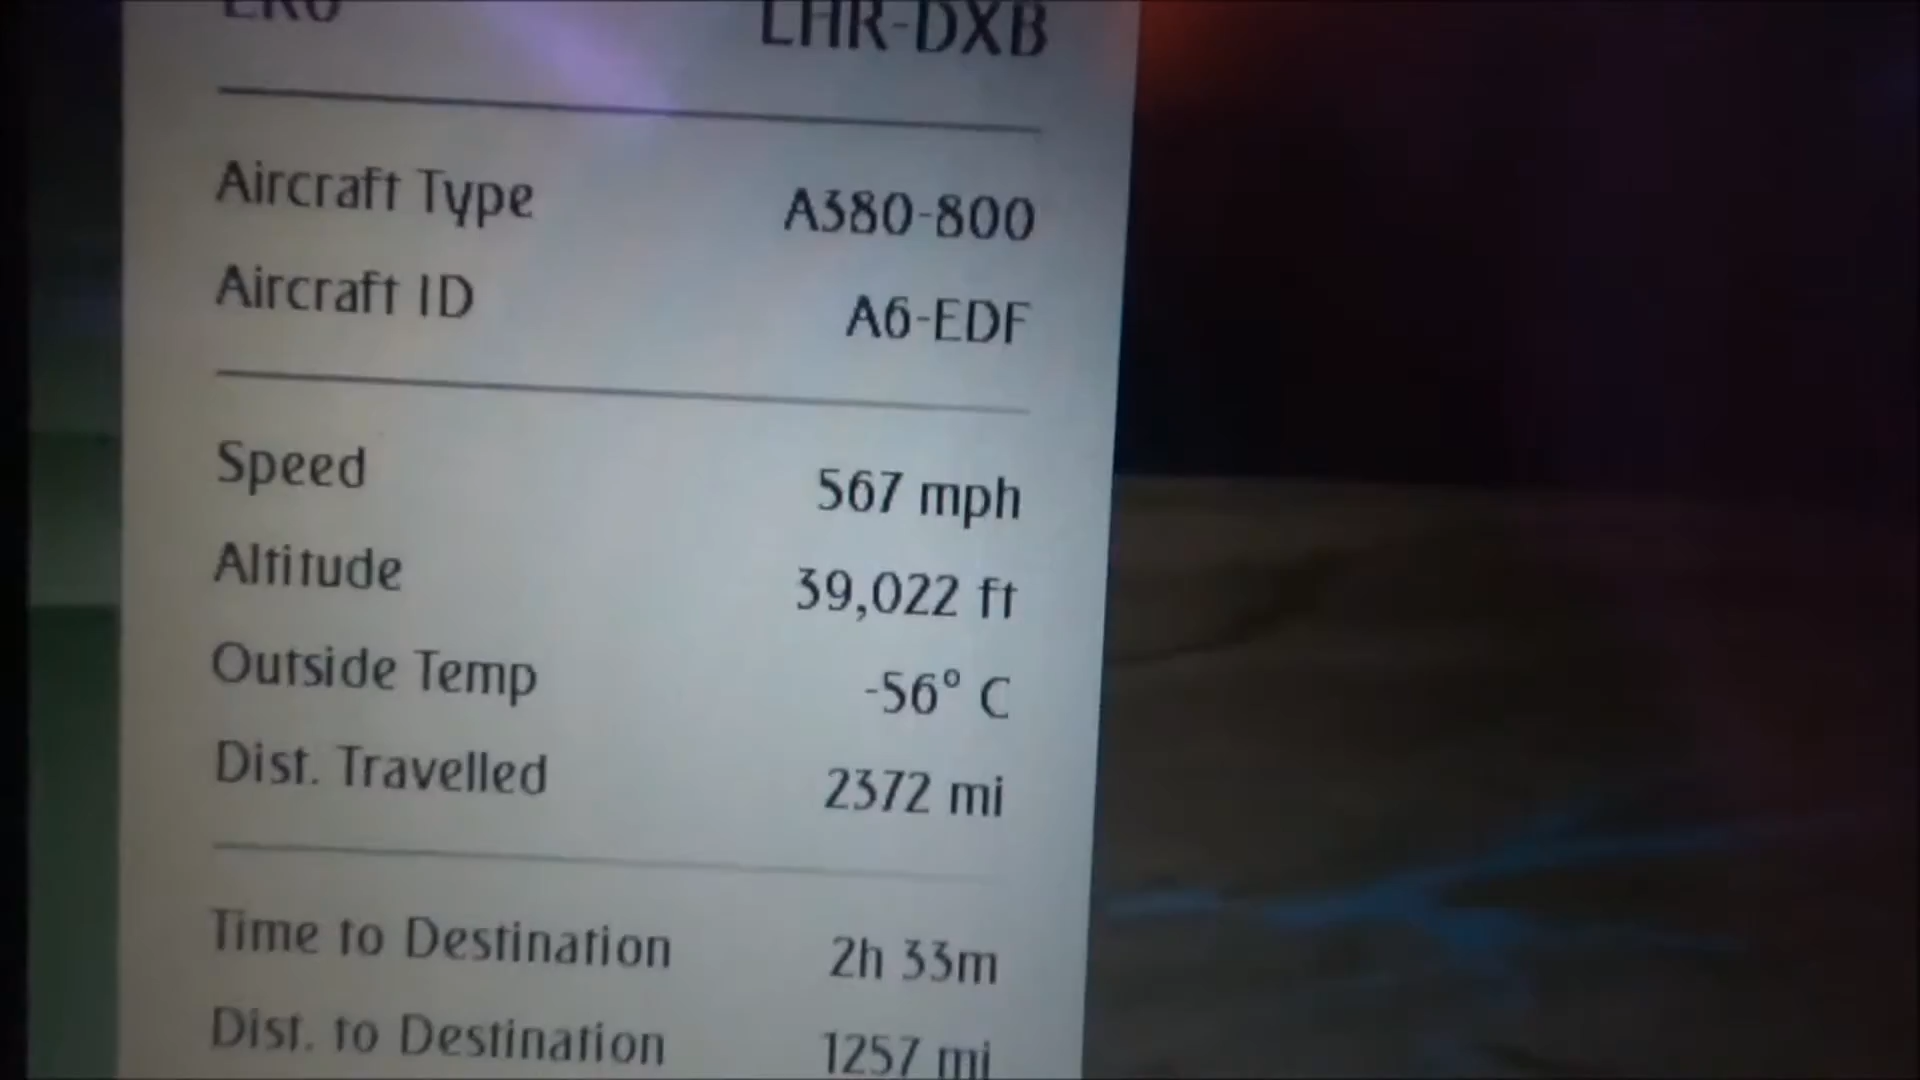 LHR-DXB
Aircraft Type A380-800
Aircraft ID A6-EDF
Speed 567 mph
Altitude 39,022 ft
Outside Temp -56° C
Dist. Travelled 2372 mi
Time to Destination 2h 33m
Dist. to Destination 1257 mi